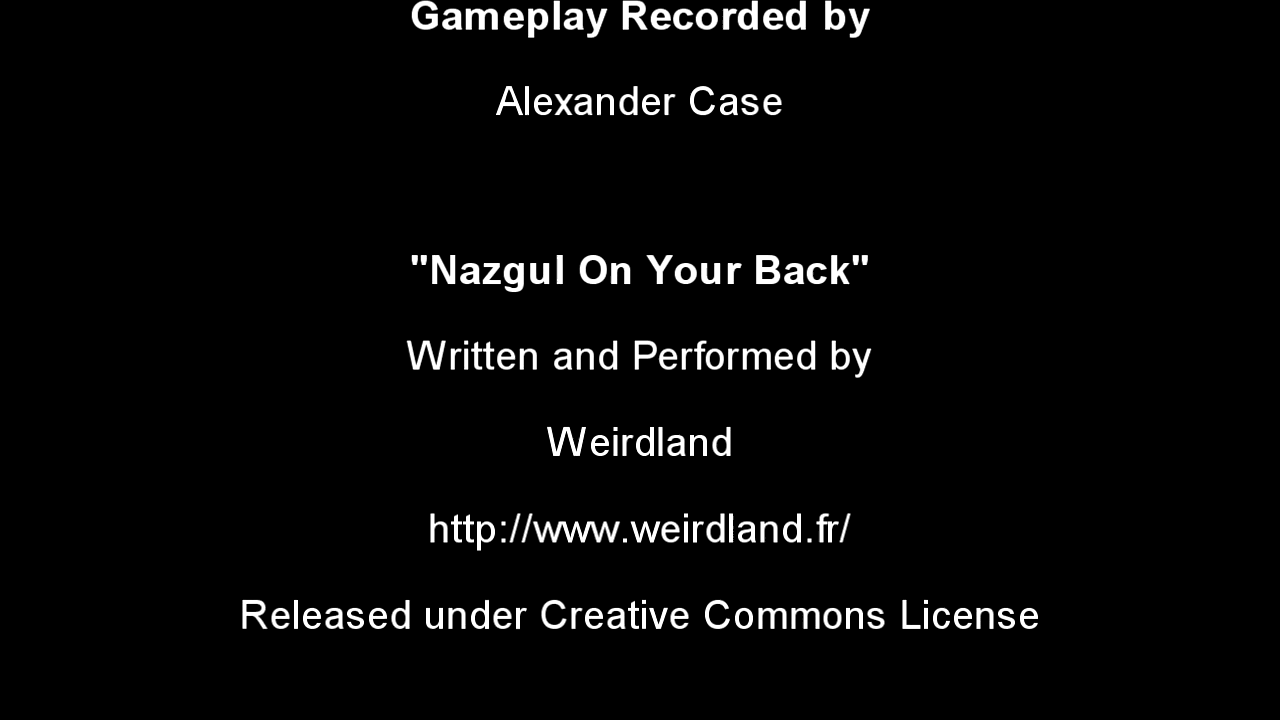 Gameplay Recorded by
Alexander Case
"Nazgul On Your Back"
Written and Performed by
Weirdland
http://www.weirdland.fr/
Released under Creative Commons License